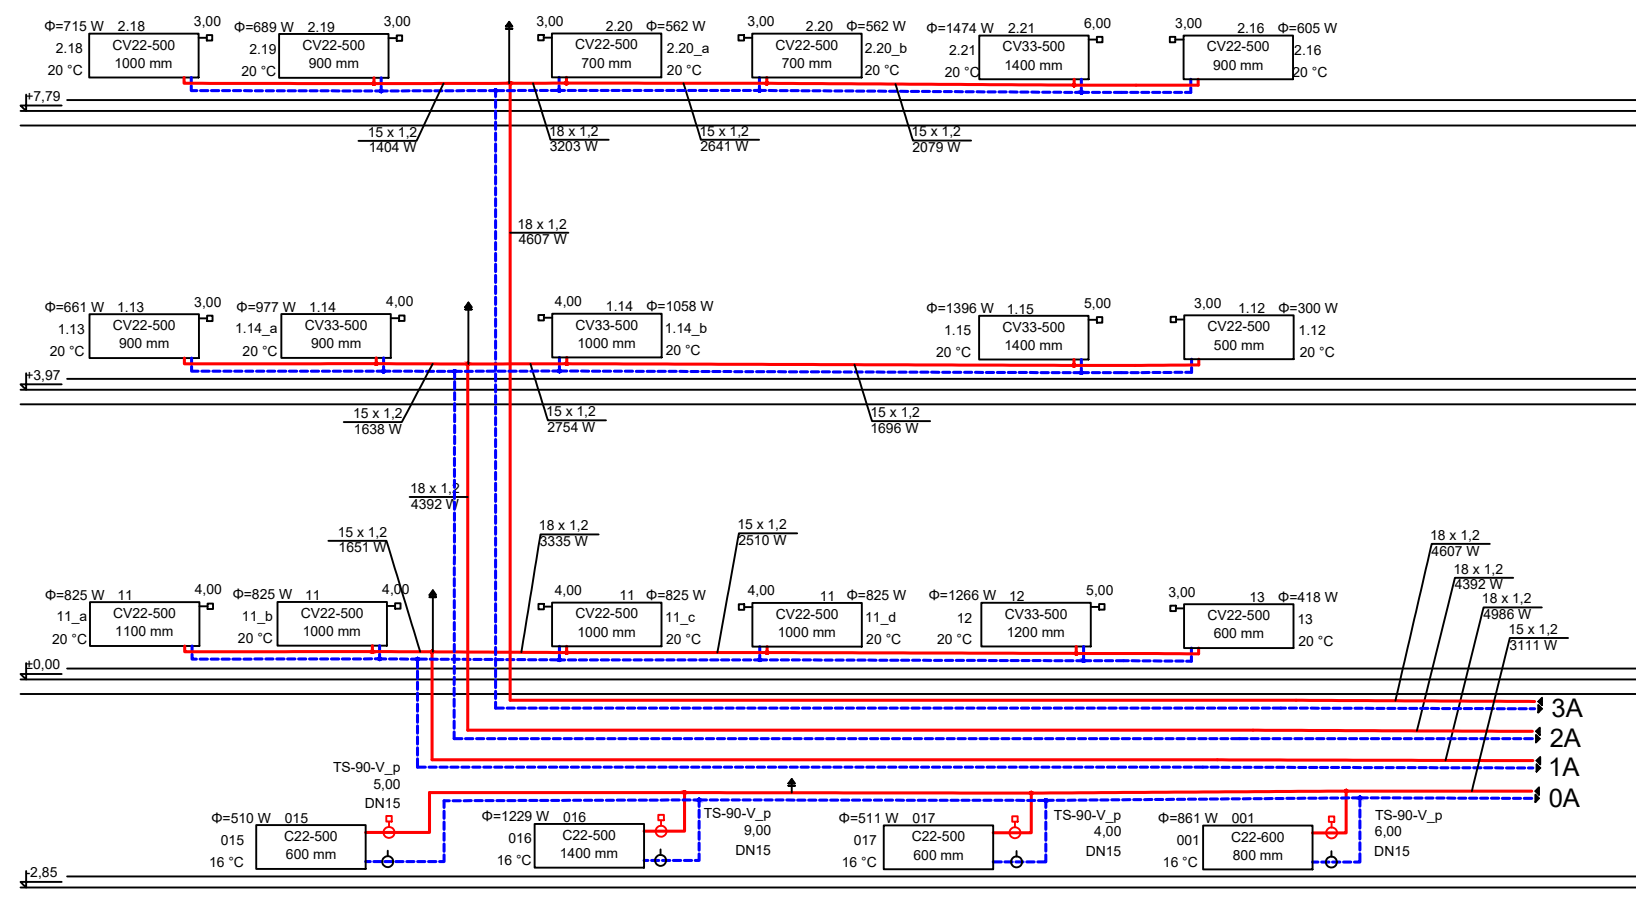 Φ=715 W 2.18 3,00
2.18 CV22-500
20 °C 1000 mm
Φ=689 W 2.19 3,00
2.19 CV22-500
20 °C 900 mm
3,00 2.20 Φ=562 W
CV22-500 2.20_a
700 mm 20 °C
3,00 2.20 Φ=562 W
CV22-500 2.20_b
700 mm 20 °C
Φ=1474 W 2.21 6,00
2.21 CV33-500
20 °C 1400 mm
3,00 2.16 Φ=605 W
CV22-500 2.16
900 mm 20 °C
+7,79
15 x 1,2
1404 W
18 x 1,2
3203 W
15 x 1,2
2641 W
15 x 1,2
2079 W
18 x 1,2
4607 W
Φ=661 W 1.13 3,00
1.13 CV22-500
20 °C 900 mm
Φ=977 W 1.14 4,00
1.14_a CV33-500
20 °C 900 mm
4,00 1.14 Φ=1058 W
CV33-500 1.14_b
1000 mm 20 °C
Φ=1396 W 1.15 5,00
1.15 CV33-500
20 °C 1400 mm
3,00 1.12 Φ=300 W
CV22-500 1.12
500 mm 20 °C
+3,97
15 x 1,2
1638 W
15 x 1,2
2754 W
15 x 1,2
1696 W
18 x 1,2
4392 W
15 x 1,2
1651 W
18 x 1,2
3335 W
15 x 1,2
2510 W
18 x 1,2
4607 W
18 x 1,2
4392 W
18 x 1,2
4986 W
15 x 1,2
3111 W
Φ=825 W 11 4,00
11_a CV22-500
20 °C 1100 mm
Φ=825 W 11 4,00
11_b CV22-500
20 °C 1000 mm
4,00 11 Φ=825 W
CV22-500 11_c
1000 mm 20 °C
4,00 11 Φ=825 W
CV22-500 11_d
1000 mm 20 °C
Φ=1266 W 12 5,00
12 CV33-500
20 °C 1200 mm
3,00 13 Φ=418 W
CV22-500 13
600 mm 20 °C
±0,00
3A
2A
1A
0A
TS-90-V_p
5,00
DN15
Φ=510 W 015
015 C22-500
16 °C 600 mm
Φ=1229 W 016
016 C22-500
16 °C 1400 mm
TS-90-V_p
9,00
DN15
Φ=511 W 017
017 C22-500
16 °C 600 mm
TS-90-V_p
4,00
DN15
Φ=861 W 001
001 C22-600
16 °C 800 mm
TS-90-V_p
6,00
DN15
-2,85